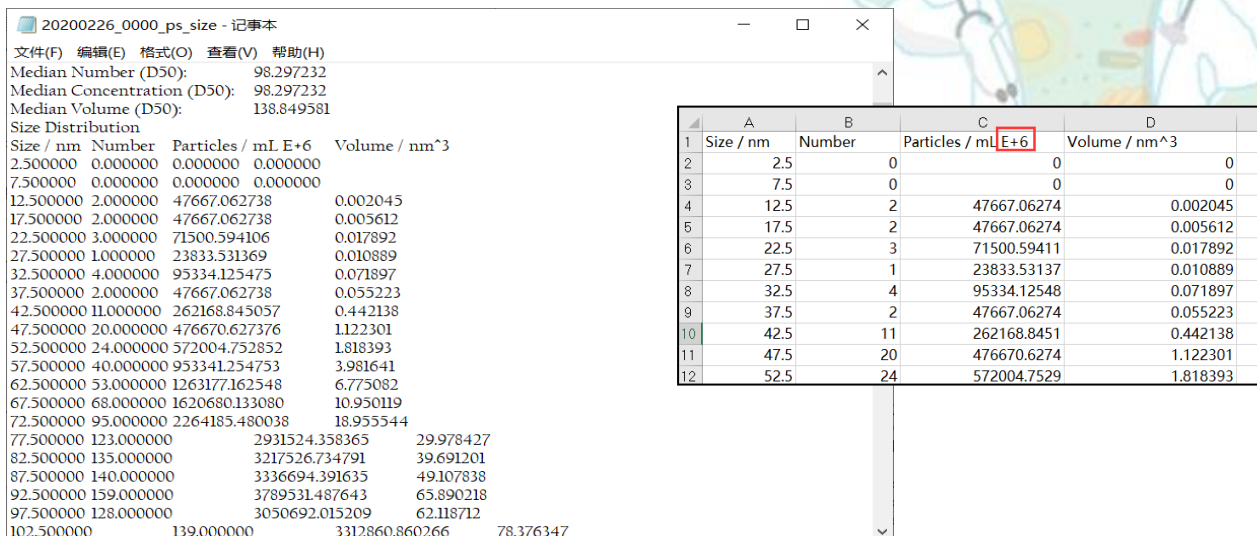 20200226_0000_ps_size - 记事本
文件(F) 编辑(E) 格式(O) 查看(V) 帮助(H)
Median Number (D50): 98.297232
Median Concentration (D50): 98.297232
Median Volume (D50): 138.849581
Size Distribution
Size / nm Number Particles / mL E+6 Volume / nm^3
2.500000 0.000000 0.000000 0.000000
7.500000 0.000000 0.000000 0.000000
12.500000 2.000000 47667.062738 0.002045
17.500000 2.000000 47667.062738 0.005612
22.500000 3.000000 71500.594106 0.017892
27.500000 1.000000 23833.531369 0.010889
32.500000 4.000000 95334.125475 0.071897
37.500000 2.000000 47667.062738 0.055223
42.500000 11.000000 262168.845057 0.442138
47.500000 20.000000 476670.627376 1.122301
52.500000 24.000000 572004.752852 1.818393
57.500000 40.000000 953341.254753 3.981641
62.500000 53.000000 1263177.162548 6.775082
67.500000 68.000000 1620680.133080 10.950119
72.500000 95.000000 2264185.480038 18.955544
77.500000 123.000000 2931524.358365 29.978427
82.500000 135.000000 3217526.734791 39.691201
87.500000 140.000000 3336694.391635 49.107838
92.500000 159.000000 3789531.487643 65.890218
97.500000 128.000000 3050692.015209 62.118712
102.500000 139.000000 3312860.860266 78.376347
A B C D
1 Size / nm Number Particles / mL E+6 Volume / nm^3
2 2.5 0 0 0
3 7.5 0 0 0
4 12.5 2 47667.06274 0.002045
5 17.5 2 47667.06274 0.005612
6 22.5 3 71500.59411 0.017892
7 27.5 1 23833.53137 0.010889
8 32.5 4 95334.12548 0.071897
9 37.5 2 47667.06274 0.055223
10 42.5 11 262168.8451 0.442138
11 47.5 20 476670.6274 1.122301
12 52.5 24 572004.7529 1.818393